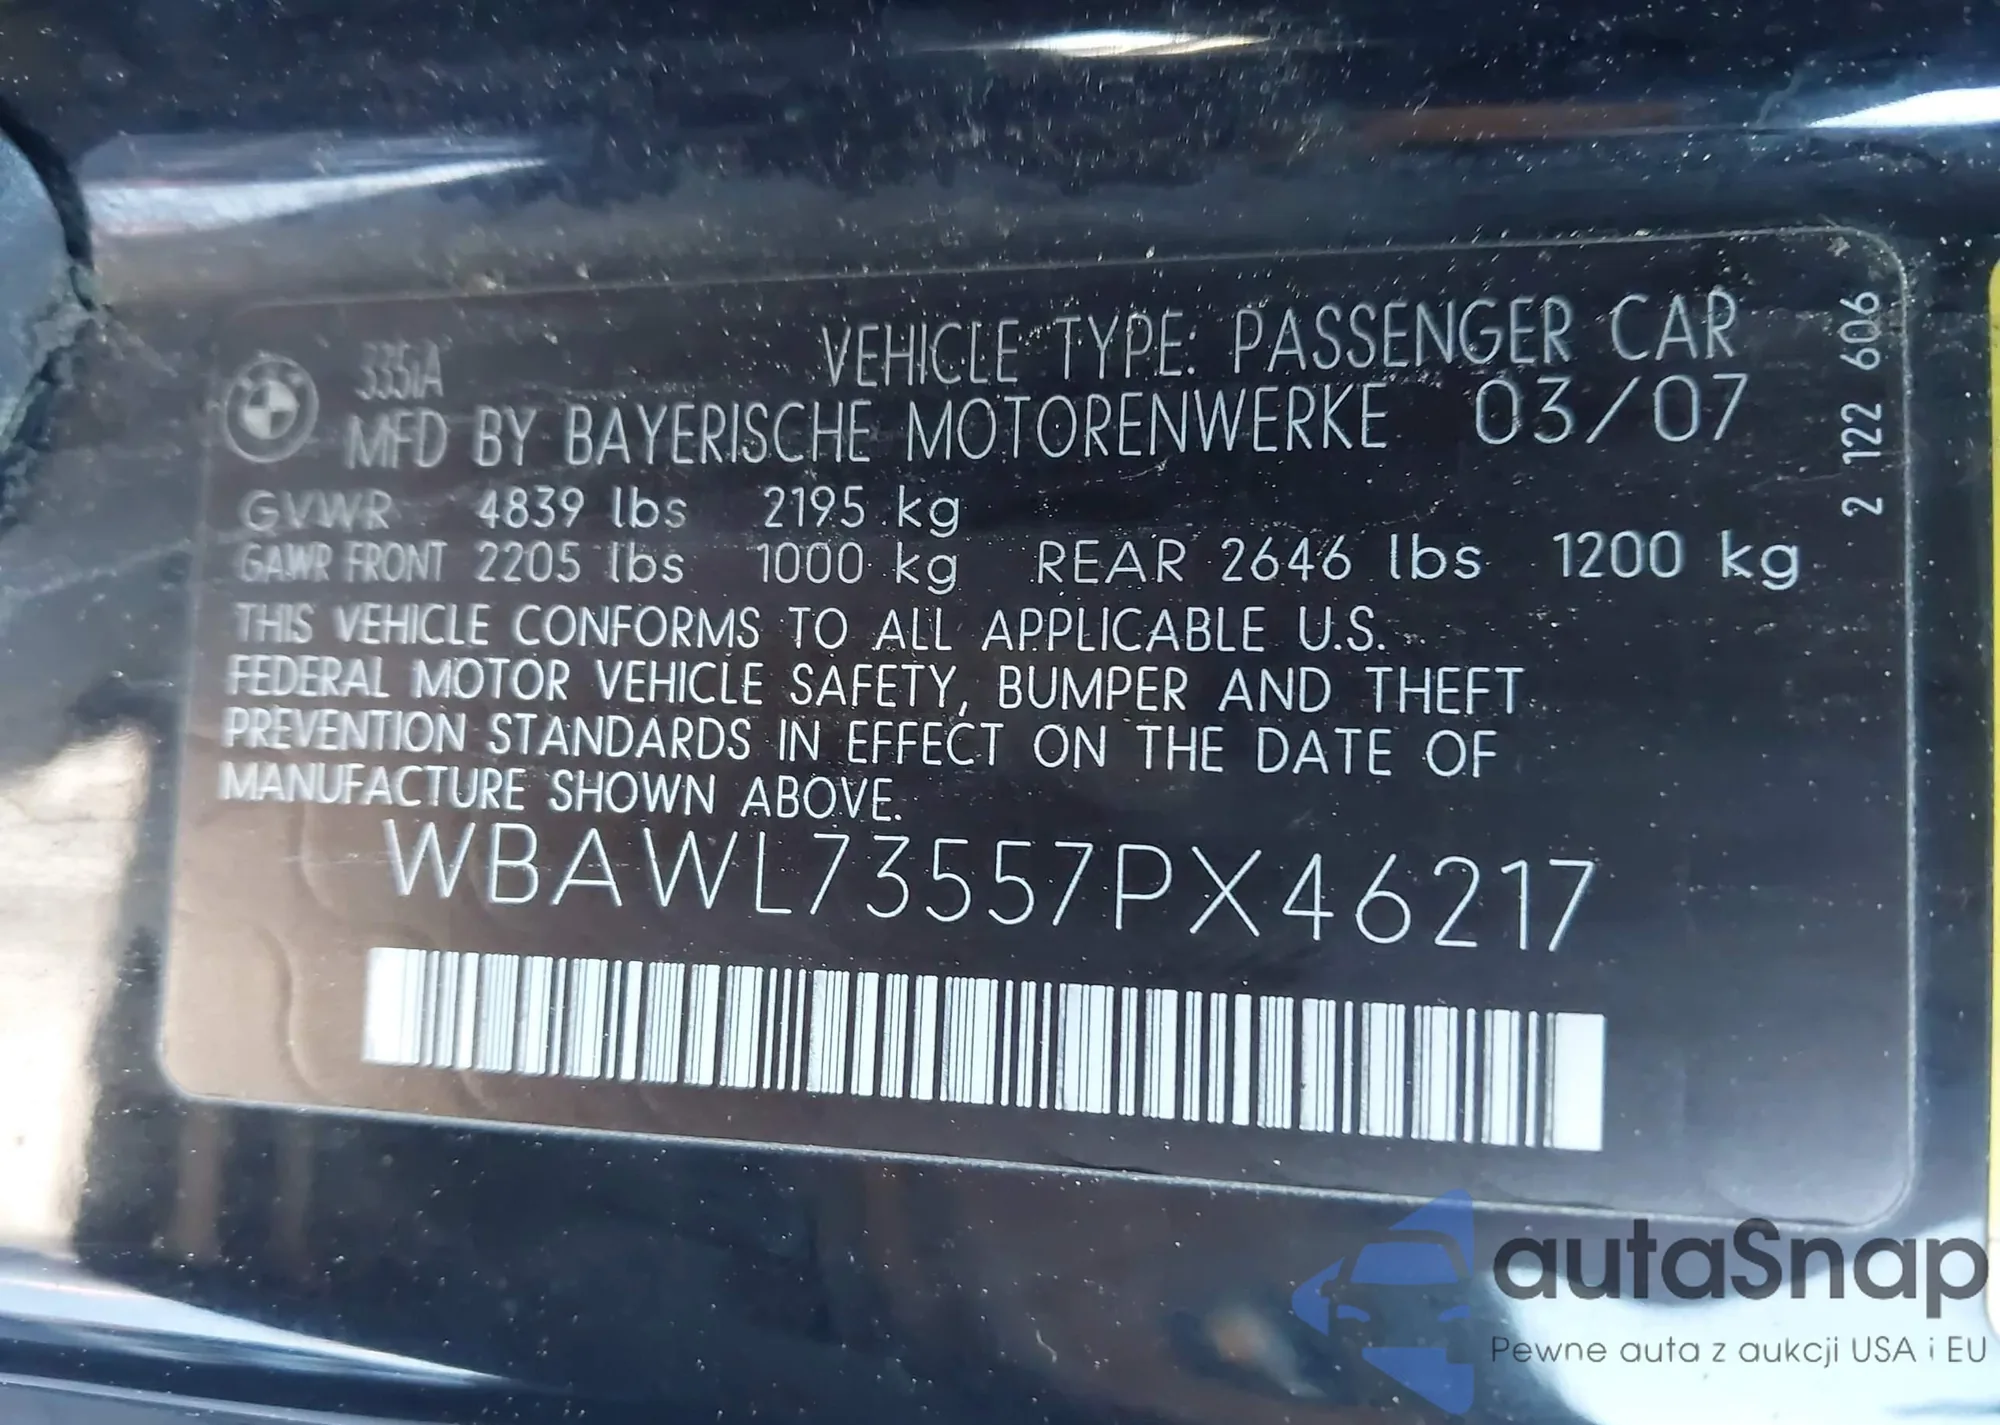 335iA
VEHICLE TYPE: PASSENGER CAR
MFD BY BAYERISCHE MOTORENWERKE 03/07
GVWR 4839 lbs 2195 kg
GAWR FRONT 2205 lbs 1000 kg REAR 2646 lbs 1200 kg
THIS VEHICLE CONFORMS TO ALL APPLICABLE U.S.
FEDERAL MOTOR VEHICLE SAFETY, BUMPER AND THEFT
PREVENTION STANDARDS IN EFFECT ON THE DATE OF
MANUFACTURE SHOWN ABOVE.
WBAWL73557PX46217
2 122 606
autaSnap
Pewne auta z aukcji USA i EU